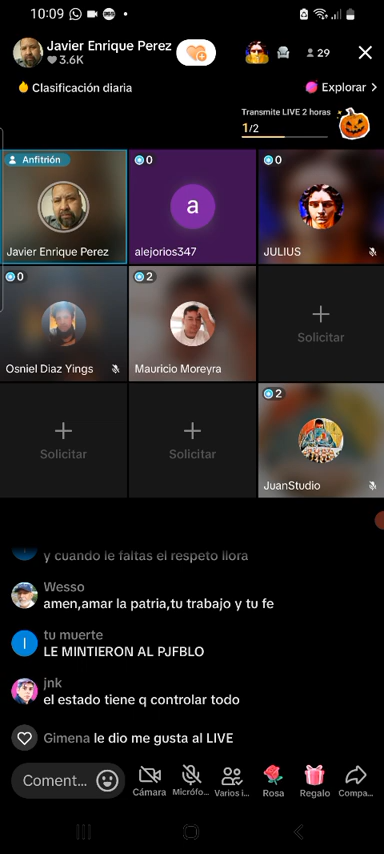 10:09
Javier Enrique Perez
3.6K
29
Clasificación diaria
Explorar
Transmite LIVE 2 horas
1/2
Anfitrión
Javier Enrique Perez
0
a
alejorios347
0
JULIUS
0
Osniel Diaz Yings
2
Mauricio Moreyra
Solicitar
Solicitar
Solicitar
2
JuanStudio
y cuando le faltas el respeto llora
Wesso
amen,amar la patria,tu trabajo y tu fe
tu muerte
LE MINTIERON AL PJFBLO
jnk
el estado tiene q controlar todo
Gimena le dio me gusta al LIVE
Coment...
Cámara
Micrófo...
Varios i...
Rosa
Regalo
Compa...